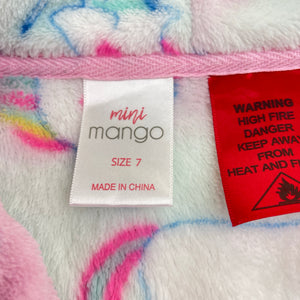 mini
mango
SIZE 7
MADE IN CHINA
WARNING
HIGH FIRE
DANGER
KEEP AWAY
FROM.
HEAT AND